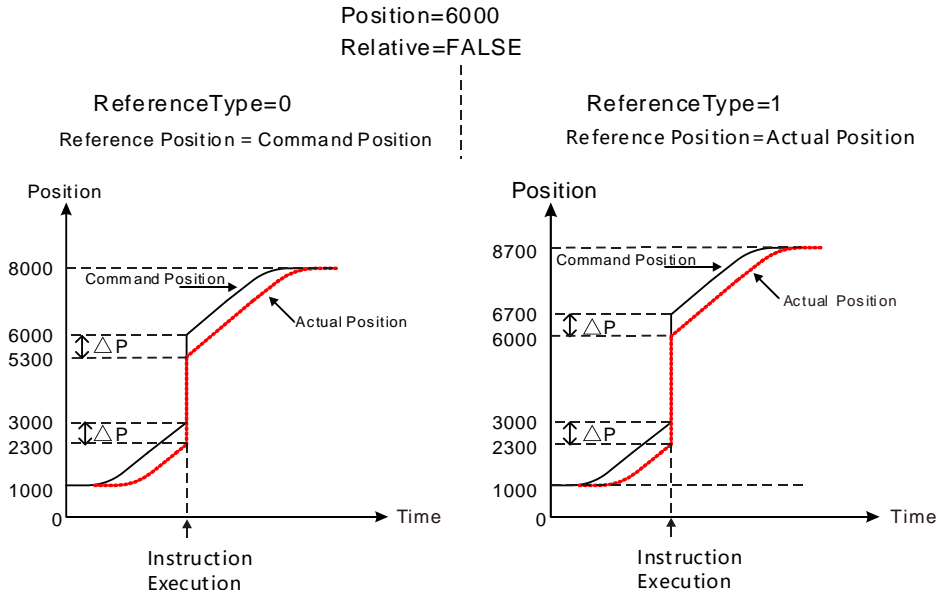 Position=6000
Relative=FALSE
ReferenceType=0
Reference Position = Command Position
Position
8000
Command Position
Actual Position
6000
△P
5300
3000
△P
2300
1000
0
Time
Instruction
Execution
ReferenceType=1
Reference Position=Actual Position
Position
8700
Command Position
Actual Position
6700
△P
6000
3000
△P
2300
1000
0
Time
Instruction
Execution